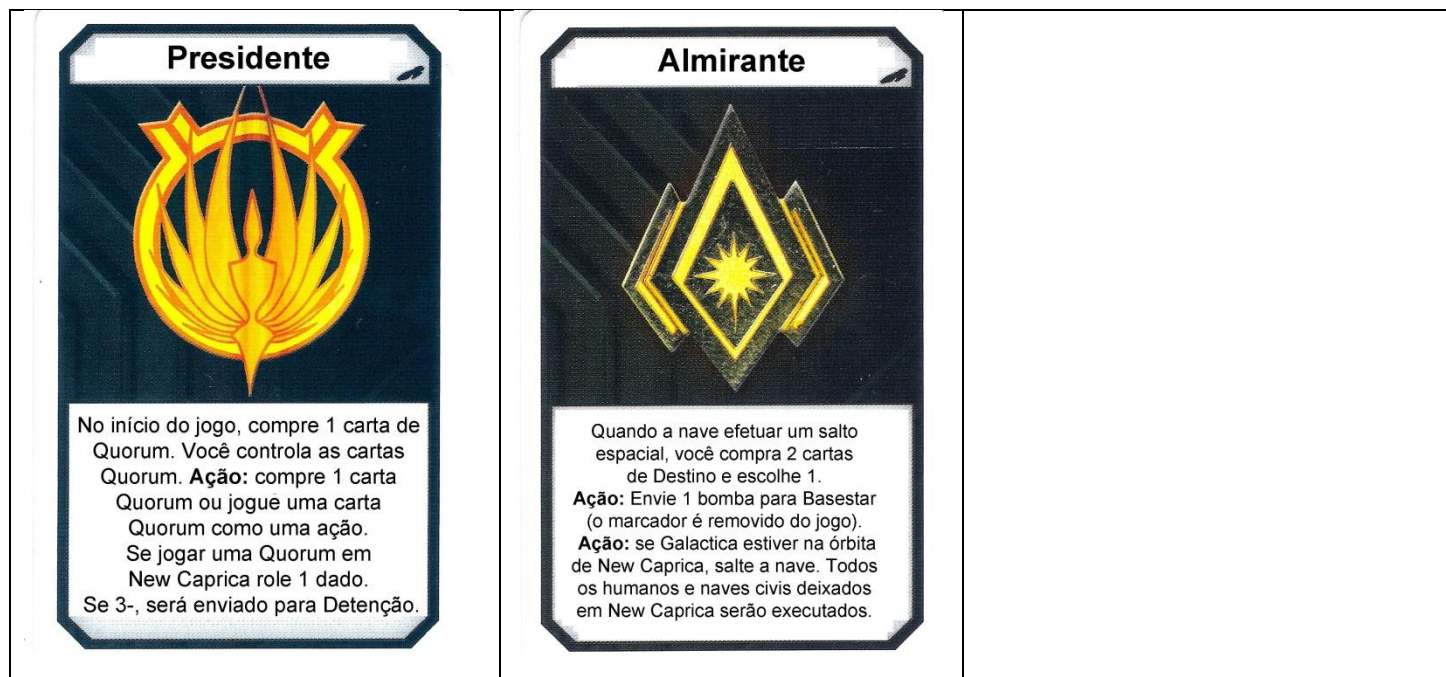 Presidente
No início do jogo, compre 1 carta de
Quorum. Você controla as cartas
Quorum. Ação: compre 1 carta
Quorum ou jogue uma carta
Quorum como uma ação.
Se jogar uma Quorum em
New Caprica role 1 dado.
Se 3-, será enviado para Detenção.
Almirante
Quando a nave efetuar um salto
espacial, você compra 2 cartas
de Destino e escolhe 1.
Ação: Envie 1 bomba para Basestar
(o marcador é removido do jogo).
Ação: se Galactica estiver na órbita
de New Caprica, salte a nave. Todos
os humanos e naves civis deixados
em New Caprica serão executados.